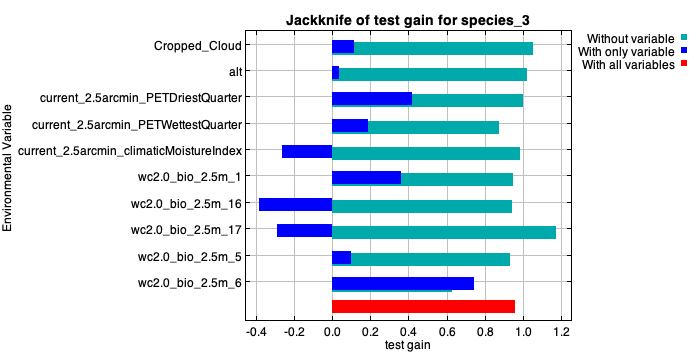 Jackknife of test gain for species_3
Without variable
With only variable
With all variables
Environmental Variable
Cropped_Cloud
alt
current_2.5arcmin_PETDriestQuarter
current_2.5arcmin_PETWettestQuarter
current_2.5arcmin_climaticMoistureIndex
wc2.0_bio_2.5m_1
wc2.0_bio_2.5m_16
wc2.0_bio_2.5m_17
wc2.0_bio_2.5m_5
wc2.0_bio_2.5m_6
-0.4 -0.2 0.0 0.2 0.4 0.6 0.8 1.0 1.2
test gain